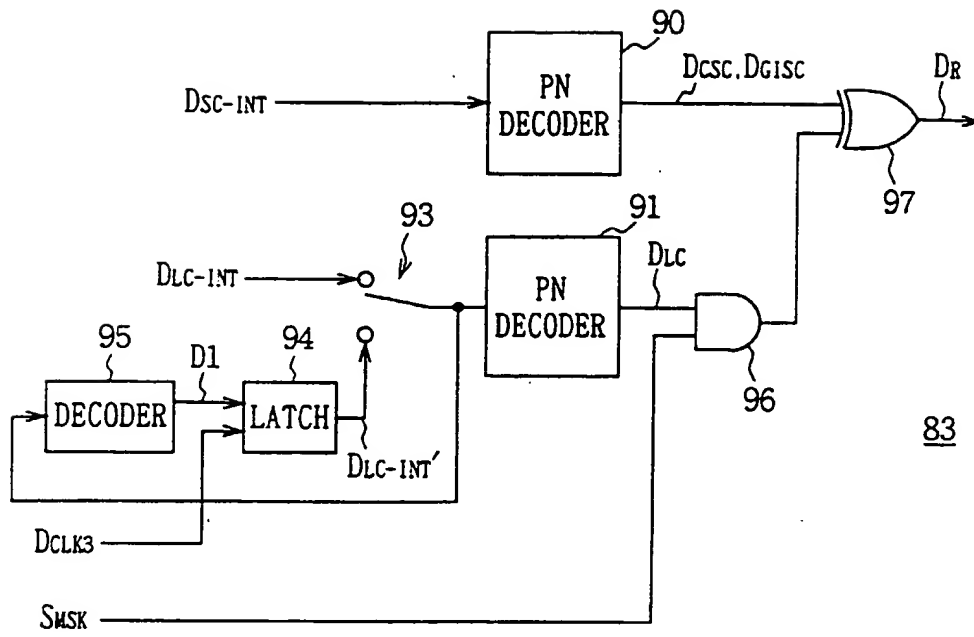 90
DCSC, DGISC
DR
DSC-INT
PN
DECODER
97
93
91
DLC-INT
DLC
PN
DECODER
95
D1
94
96
DECODER
LATCH
DLC-INT'
83
DCLK3
SMSK